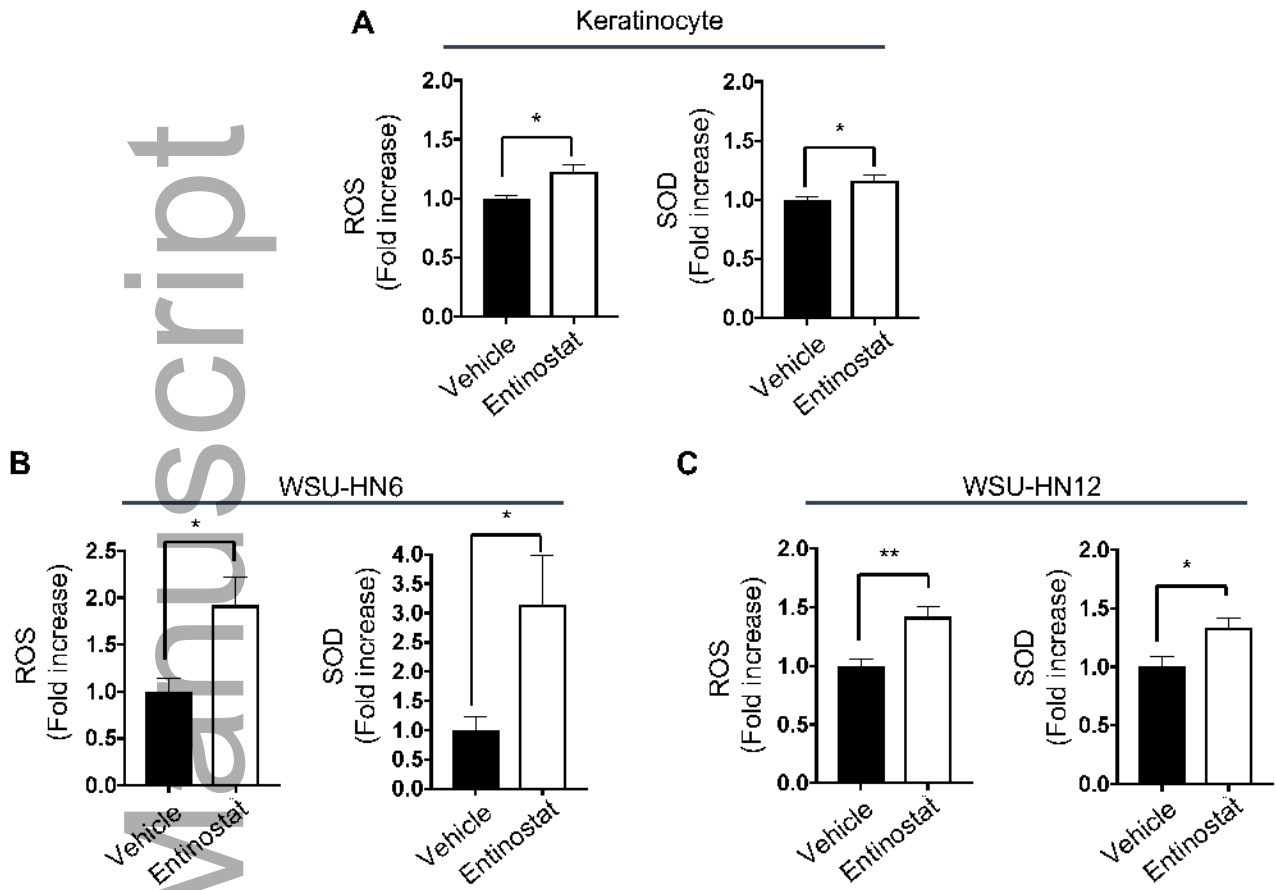 A
Keratinocyte
ROS
(Fold increase)
2.0
1.5
1.0
0.5
0.0
*
Vehicle
Entinostat
SOD
(Fold increase)
2.0
1.5
1.0
0.5
0.0
*
Vehicle
Entinostat
Manuscript
B
WSU-HN6
ROS
(Fold increase)
2.5
2.0
1.5
1.0
0.5
0.0
*
Vehicle
Entinostat
SOD
(Fold increase)
4.0
3.5
3.0
2.5
2.0
1.5
1.0
0.5
0.0
*
Vehicle
Entinostat
C
WSU-HN12
ROS
(Fold increase)
2.0
1.5
1.0
0.5
0.0
**
Vehicle
Entinostat
SOD
(Fold increase)
2.0
1.5
1.0
0.5
0.0
*
Vehicle
Entinostat